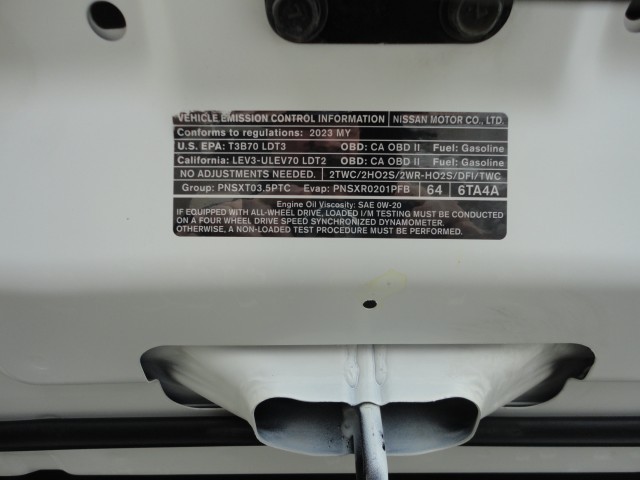 VEHICLE EMISSION CONTROL INFORMATION NISSAN MOTOR CO., LTD.
Conforms to regulations: 2023 MY
U.S. EPA: T3B70 LDT3 OBD: CA OBD II Fuel: Gasoline
California: LEV3-ULEV70 LDT2 OBD: CA OBD II Fuel: Gasoline
NO ADJUSTMENTS NEEDED. 2TWC/2HO2S/2WR-HO2S/DFI/TWC
Group: PNSXT03.5PTC Evap: PNSXR0201PFB 64 6TA4A
Engine Oil Viscosity: SAE 0W-20
IF EQUIPPED WITH ALL-WHEEL DRIVE, LOADED I/M TESTING MUST BE CONDUCTED
ON A FOUR WHEEL DRIVE SPEED SYNCHRONIZED DYNAMOMETER.
OTHERWISE, A NON-LOADED TEST PROCEDURE MUST BE PERFORMED.